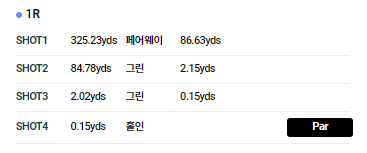 1R
SHOT1 325.23yds 페어웨이 86.63yds
SHOT2 84.78yds 그린 2.15yds
SHOT3 2.02yds 그린 0.15yds
SHOT4 0.15yds 홀인 Par